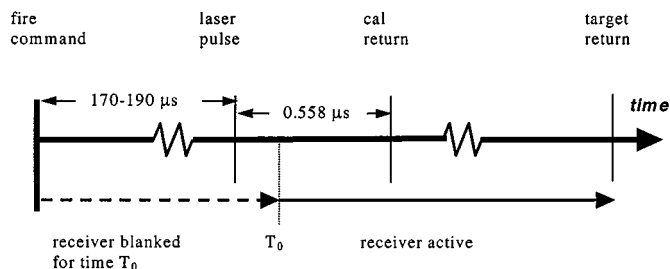 fire command
laser pulse
cal return
target return
170-190 µs
0.558 µs
time
receiver blanked for time T₀
T₀
receiver active